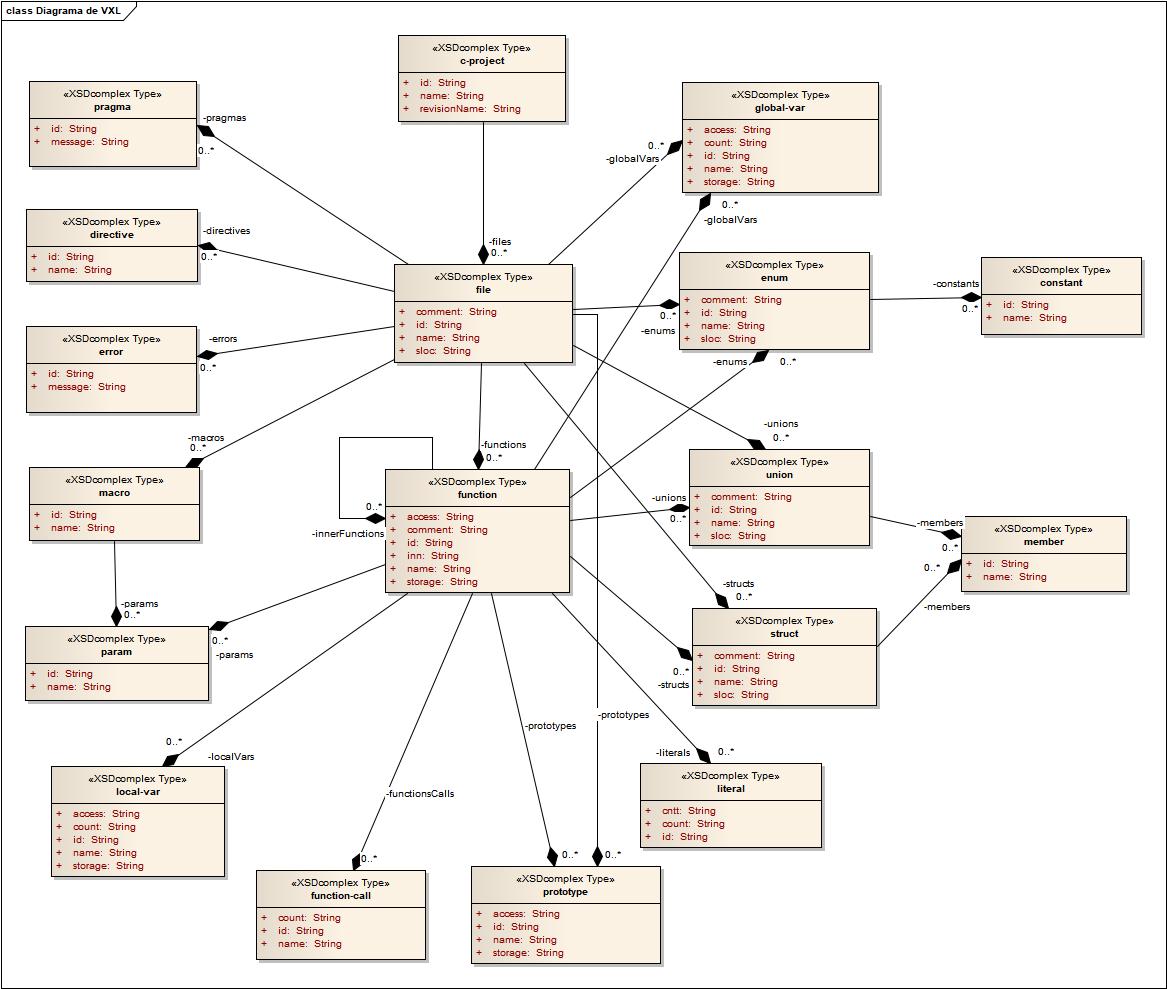 class Diagrama de VXL
«XSDcomplex Type»
c-project
+ id: String
+ name: String
+ revisionName: String
«XSDcomplex Type»
pragma
+ id: String
+ message: String
-pragmas
0..*
«XSDcomplex Type»
global-var
+ access: String
+ count: String
+ id: String
+ name: String
+ storage: String
0..*
-globalVars
0..*
-globalVars
«XSDcomplex Type»
directive
+ id: String
+ name: String
-directives
0..*
-files
0..*
«XSDcomplex Type»
file
+ comment: String
+ id: String
+ name: String
+ sloc: String
«XSDcomplex Type»
enum
+ comment: String
+ id: String
+ name: String
+ sloc: String
0..*
-enums
-enums
0..*
-constants
0..*
«XSDcomplex Type»
constant
+ id: String
+ name: String
«XSDcomplex Type»
error
+ id: String
+ message: String
-errors
0..*
-macros
0..*
«XSDcomplex Type»
macro
+ id: String
+ name: String
-functions
0..*
«XSDcomplex Type»
function
+ access: String
+ comment: String
+ id: String
+ inn: String
+ name: String
+ storage: String
0..*
-innerFunctions
-unions
0..*
«XSDcomplex Type»
union
+ comment: String
+ id: String
+ name: String
+ sloc: String
-unions
0..*
-members
0..*
0..*
-members
«XSDcomplex Type»
member
+ id: String
+ name: String
-params
0..*
«XSDcomplex Type»
param
+ id: String
+ name: String
0..*
-params
-structs
0..*
«XSDcomplex Type»
struct
+ comment: String
+ id: String
+ name: String
+ sloc: String
0..*
-structs
-prototypes
-prototypes
0..*
-localVars
«XSDcomplex Type»
local-var
+ access: String
+ count: String
+ id: String
+ name: String
+ storage: String
-literals
0..*
«XSDcomplex Type»
literal
+ cntt: String
+ count: String
+ id: String
-functionsCalls
0..*
«XSDcomplex Type»
function-call
+ count: String
+ id: String
+ name: String
0..*
0..*
«XSDcomplex Type»
prototype
+ access: String
+ id: String
+ name: String
+ storage: String